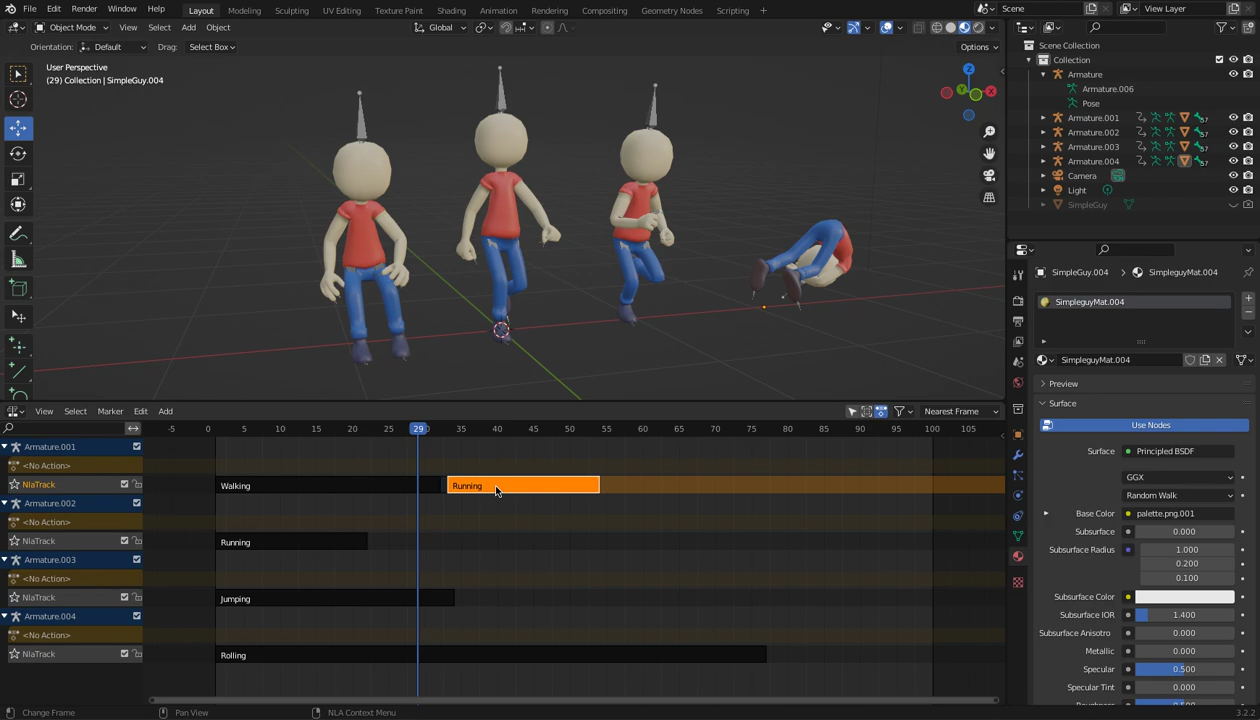 File Edit Render Window Help Layout Modeling Sculpting UV Editing Texture Paint Shading Animation Rendering Compositing Geometry Nodes Scripting + Scene View Layer
Object Mode View Select Add Object Global Options
Orientation: Default Drag: Select Box
User Perspective
(29) Collection | SimpleGuy.004
Z
Y
X
Scene Collection
Collection
Armature
Armature.006
Pose
Armature.001 57
Armature.002 57
Armature.003 57
Armature.004 57
Camera
Light
SimpleGuy
SimpleGuy.004 > SimpleguyMat.004
SimpleguyMat.004
SimpleguyMat.004
Preview
Surface
Use Nodes
Surface Principled BSDF
GGX
Random Walk
Base Color palette.png.001
Subsurface 0.000
Subsurface Radius 1.000
0.200
0.100
Subsurface Color
Subsurface IOR 1.400
Subsurface Anisotro 0.000
Metallic 0.000
Specular 0.500
Specular Tint 0.000
View Select Marker Edit Add Nearest Frame
-5 0 5 10 15 20 25 29 35 40 45 50 55 60 65 70 75 80 85 90 95 100 105
Armature.001
<No Action>
NlaTrack Walking Running
Armature.002
<No Action>
NlaTrack Running
Armature.003
<No Action>
NlaTrack Jumping
Armature.004
<No Action>
NlaTrack Rolling
Change Frame Pan View NLA Context Menu 3.2.2